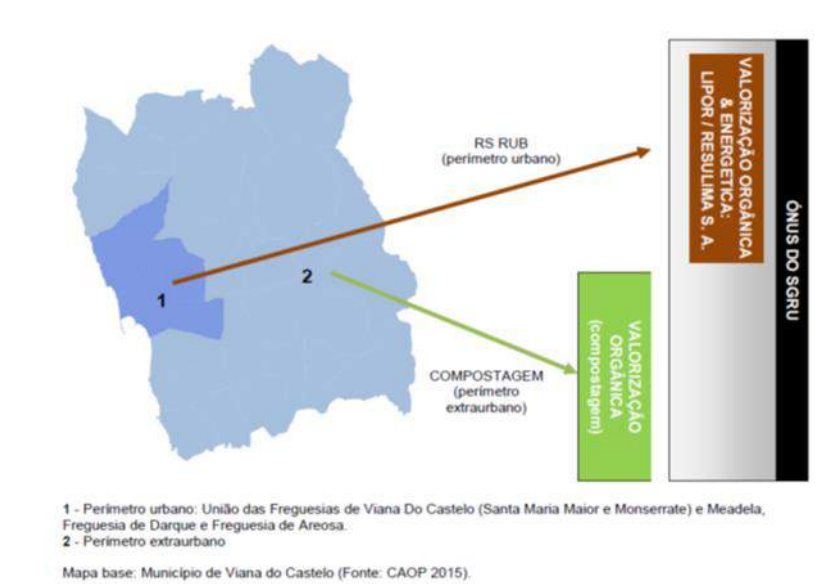 RS RUB
(perímetro urbano)
VALORIZAÇÃO ORGÂNICA
& ENERGETICA:
LIPOR / RESULIMA S. A.
ÓNUS DO SGRU
1
2
COMPOSTAGEM
(perímetro
extraurbano)
VALORIZAÇÃO
ORGÂNICA
(compostagem)
1 - Perímetro urbano: União das Freguesias de Viana Do Castelo (Santa Maria Maior e Monserrate) e Meadela,
Freguesia de Darque e Freguesia de Areosa.
2 - Perímetro extraurbano
Mapa base: Município de Viana do Castelo (Fonte: CAOP 2015).